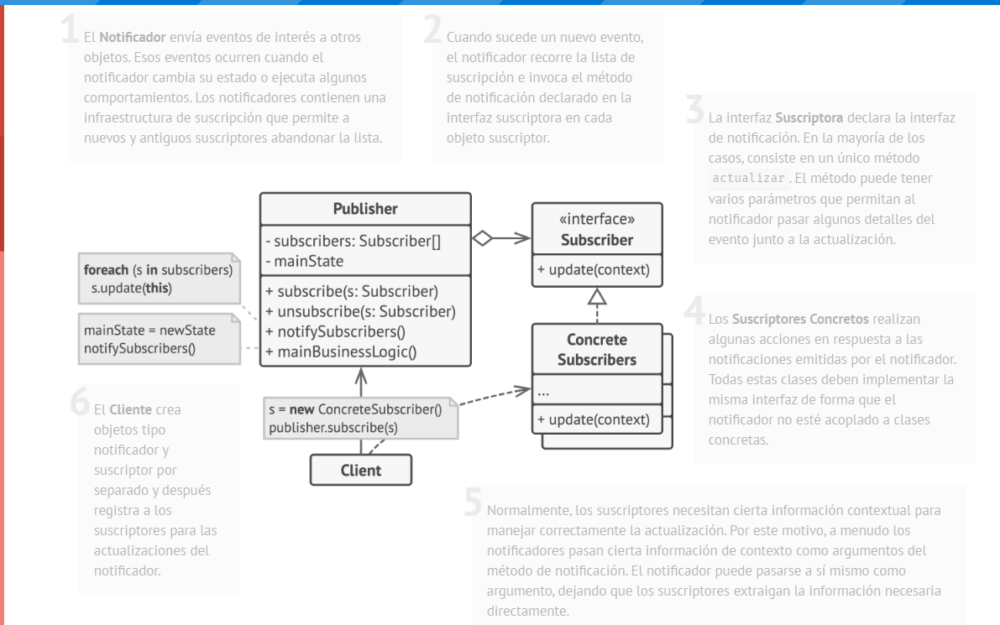 1
El Notificador envía eventos de interés a otros
objetos. Esos eventos ocurren cuando el
notificador cambia su estado o ejecuta algunos
comportamientos. Los notificadores contienen una
infraestructura de suscripción que permite a
nuevos y antiguos suscriptores abandonar la lista.
2
Cuando sucede un nuevo evento,
el notificador recorre la lista de
suscripción e invoca el método
de notificación declarado en la
interfaz suscriptora en cada
objeto suscriptor.
3
La interfaz Suscriptora declara la interfaz
de notificación. En la mayoría de los
casos, consiste en un único método
actualizar. El método puede tener
varios parámetros que permitan al
notificador pasar algunos detalles del
evento junto a la actualización.
Publisher
- subscribers: Subscriber[]
- mainState
+ subscribe(s: Subscriber)
+ unsubscribe(s: Subscriber)
+ notifySubscribers()
+ mainBusinessLogic()
«interface»
Subscriber
+ update(context)
foreach (s in subscribers)
s.update(this)
mainState = newState
notifySubscribers()
4
Los Suscriptores Concretos realizan
algunas acciones en respuesta a las
notificaciones emitidas por el notificador.
Todas estas clases deben implementar la
misma interfaz de forma que el
notificador no esté acoplado a clases
concretas.
Concrete
Subscribers
...
+ update(context)
6
El Cliente crea
objetos tipo
notificador y
suscriptor por
separado y después
registra a los
suscriptores para las
actualizaciones del
notificador.
s = new ConcreteSubscriber()
publisher.subscribe(s)
Client
5
Normalmente, los suscriptores necesitan cierta información contextual para
manejar correctamente la actualización. Por este motivo, a menudo los
notificadores pasan cierta información de contexto como argumentos del
método de notificación. El notificador puede pasarse a sí mismo como
argumento, dejando que los suscriptores extraigan la información necesaria
directamente.